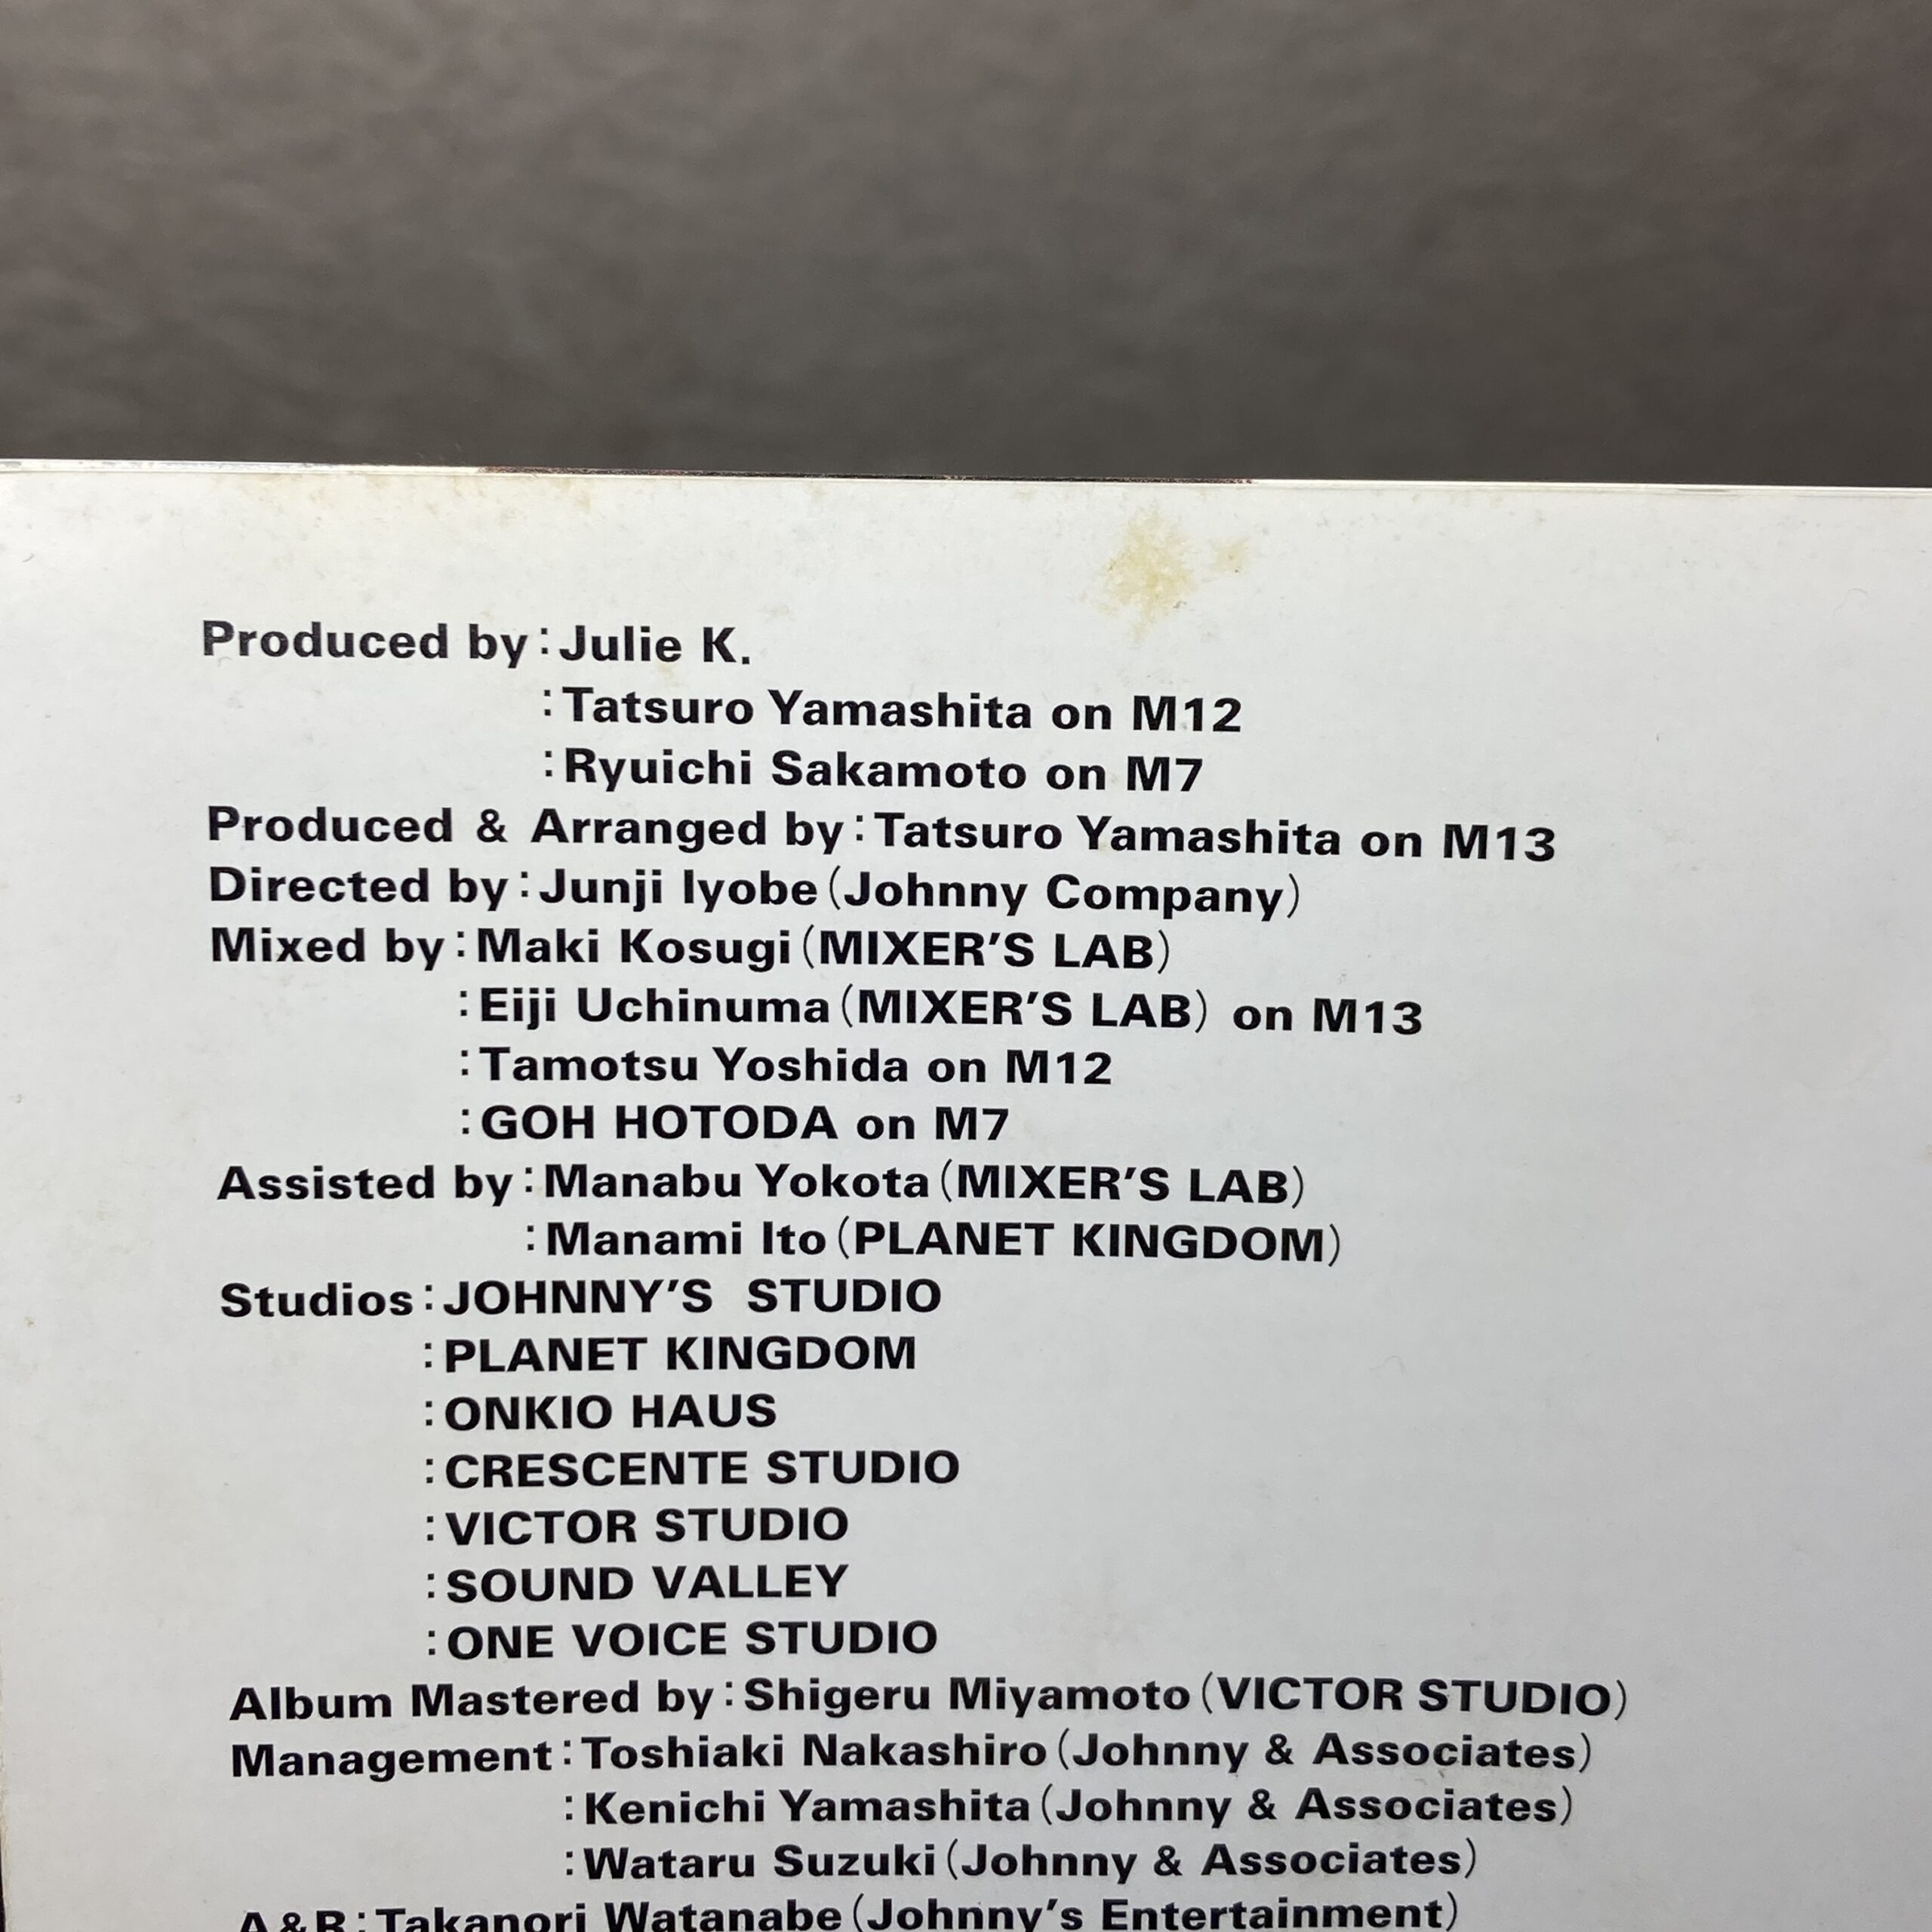 Produced by:Julie K.
:Tatsuro Yamashita on M12
:Ryuichi Sakamoto on M7
Produced & Arranged by:Tatsuro Yamashita on M13
Directed by:Junji Iyobe(Johnny Company)
Mixed by:Maki Kosugi(MIXER'S LAB)
:Eiji Uchinuma(MIXER'S LAB) on M13
:Tamotsu Yoshida on M12
:GOH HOTODA on M7
Assisted by:Manabu Yokota(MIXER'S LAB)
:Manami Ito(PLANET KINGDOM)
Studios:JOHNNY'S STUDIO
:PLANET KINGDOM
:ONKIO HAUS
:CRESCENTE STUDIO
:VICTOR STUDIO
:SOUND VALLEY
:ONE VOICE STUDIO
Album Mastered by:Shigeru Miyamoto(VICTOR STUDIO)
Management:Toshiaki Nakashiro(Johnny & Associates)
:Kenichi Yamashita(Johnny & Associates)
:Wataru Suzuki(Johnny & Associates)
A&R:Takanori Watanabe(Johnny's Entertainment)